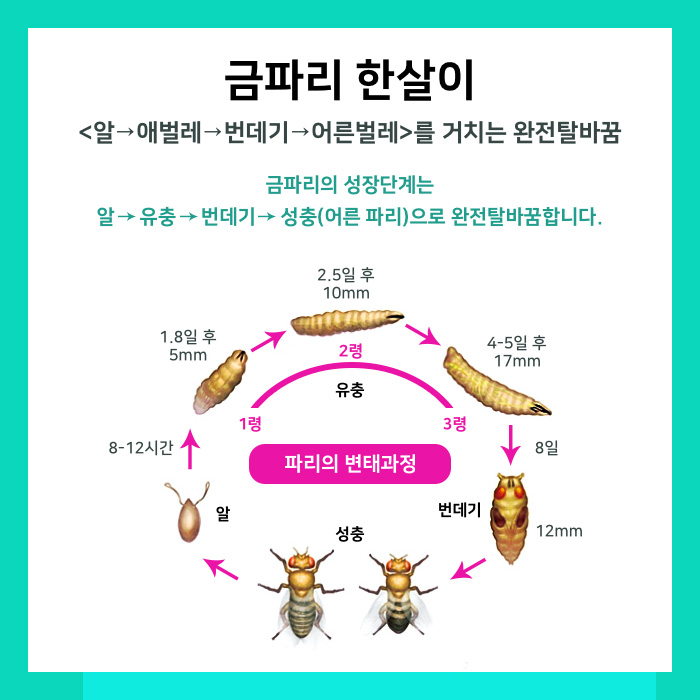 금파리 한살이
<알→애벌레→번데기→어른벌레>를 거치는 완전탈바꿈
금파리의 성장단계는
알→유충→번데기→성충(어른 파리)으로 완전탈바꿈합니다.
2.5일 후
10mm
1.8일 후
5mm
4-5일 후
17mm
2령
유충
1령
3령
8-12시간
파리의 변태과정
8일
알
번데기
12mm
성충